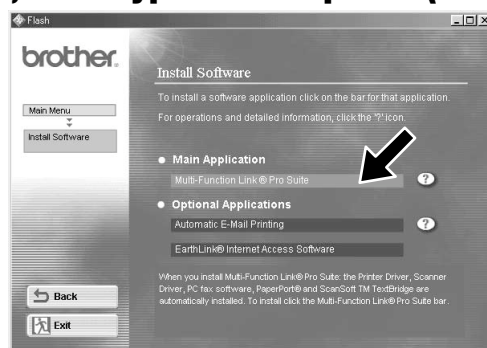 Flash
brother.
Install Software
To install a software application click on the bar for that application.
For operations and detailed information, click the '?' icon.
Main Menu
Install Software
Main Application
Multi-Function Link® Pro Suite
?
Optional Applications
Automatic E-Mail Printing
?
EarthLink® Internet Access Software
When you install Multi-Function Link® Pro Suite: the Printer Driver, Scanner
Driver, PC fax software, PaperPort® and ScanSoft TM TextBridge are
automatically installed. To install click the Multi-Function Link® Pro Suite bar.
Back
Exit